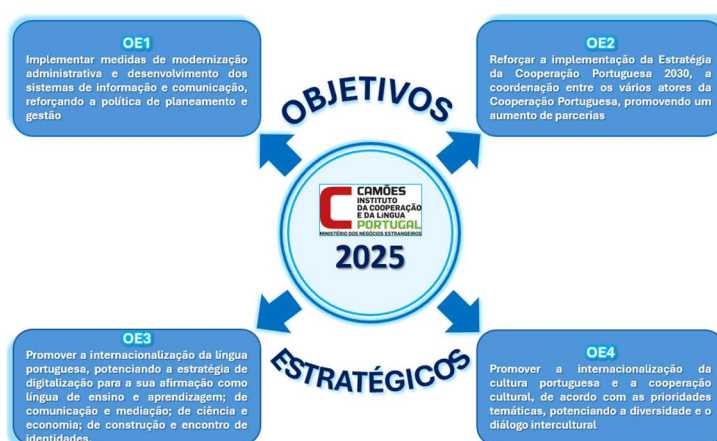 OE1
Implementar medidas de modernização
administrativa e desenvolvimento dos
sistemas de informação e comunicação,
reforçando a política de planeamento e
gestão
OE2
Reforçar a implementação da Estratégia
da Cooperação Portuguesa 2030, a
coordenação entre os vários atores da
Cooperação Portuguesa, promovendo um
aumento de parcerias
OBJETIVOS
CAMÕES
INSTITUTO
DA COOPERAÇÃO
E DA LÍNGUA
PORTUGAL
MINISTÉRIO DOS NEGÓCIOS ESTRANGEIROS
2025
ESTRATÉGICOS
OE3
Promover a internacionalização da língua
portuguesa, potenciando a estratégia de
digitalização para a sua afirmação como
língua de ensino e aprendizagem; de
comunicação e mediação; de ciência e
economia; de construção e encontro de
identidades.
OE4
Promover a internacionalização da
cultura portuguesa e a cooperação
cultural, de acordo com as prioridades
temáticas, potenciando a diversidade e o
diálogo intercultural